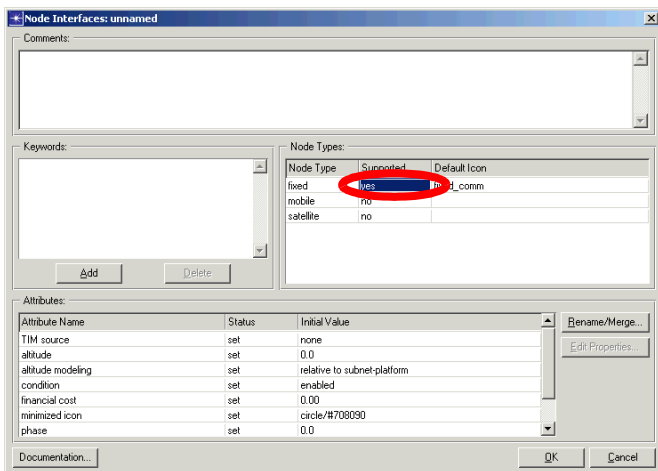 Node Interfaces: unnamed
Comments:
Keywords:
Add
Delete
Node Types:
Node Type Supported Default Icon
fixed yes comm
mobile no
satellite no
Attributes:
Attribute Name Status Initial Value
TIM source set none
altitude set 0.0
altitude modeling set relative to subnet-platform
condition set enabled
financial cost set 0.00
minimized icon set circle/#708090
phase set 0.0
Rename/Merge...
Edit Properties...
Documentation...
OK
Cancel